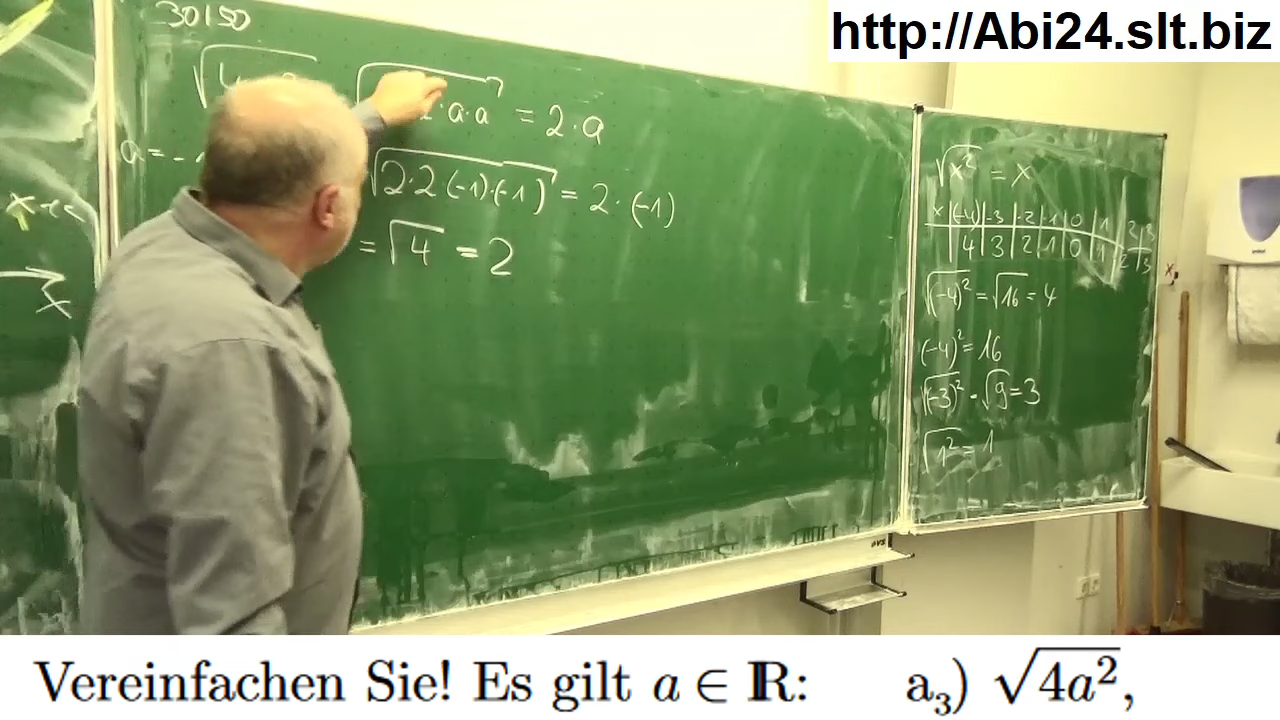 http://Abi24.slt.biz
30150
·a·a = 2·a
a = -
√2·2(-1)·(-1) = 2·(-1)
= √4 = 2
x
√x² = x
x (-4) -3 -2 -1 0 1 2 3
4 3 2 1 0 1 2 3
√(-4)² = √16 = 4
(-4)² = 16
√(-3)² = √9 = 3
√1² = 1
Vereinfachen Sie! Es gilt a ∈ ℝ: a₃) √4a²,